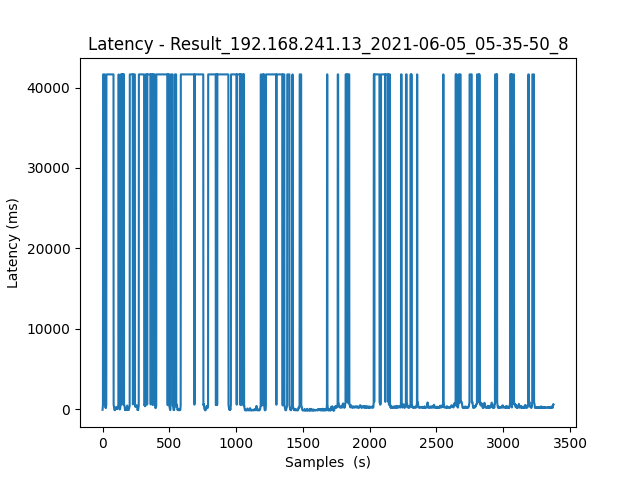 Latency - Result_192.168.241.13_2021-06-05_05-35-50_8
40000
30000
20000
10000
0
Latency (ms)
0 500 1000 1500 2000 2500 3000 3500
Samples  (s)